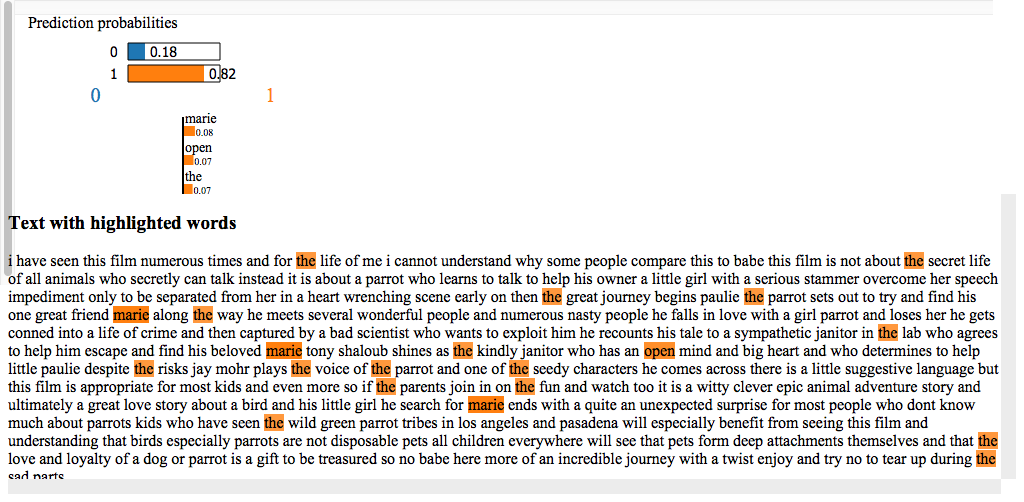 Prediction probabilities
0 0.18
1 0.82
0 1
marie
0.08
open
0.07
the
0.07
Text with highlighted words
i have seen this film numerous times and for the life of me i cannot understand why some people compare this to babe this film is not about the secret life
of all animals who secretly can talk instead it is about a parrot who learns to talk to help his owner a little girl with a serious stammer overcome her speech
impediment only to be separated from her in a heart wrenching scene early on then the great journey begins paulie the parrot sets out to try and find his
one great friend marie along the way he meets several wonderful people and numerous nasty people he falls in love with a girl parrot and loses her he gets
conned into a life of crime and then captured by a bad scientist who wants to exploit him he recounts his tale to a sympathetic janitor in the lab who agrees
to help him escape and find his beloved marie tony shaloub shines as the kindly janitor who has an open mind and big heart and who determines to help
little paulie despite the risks jay mohr plays the voice of the parrot and one of the seedy characters he comes across there is a little suggestive language but
this film is appropriate for most kids and even more so if the parents join in on the fun and watch too it is a witty clever epic animal adventure story and
ultimately a great love story about a bird and his little girl he search for marie ends with a quite an unexpected surprise for most people who dont know
much about parrots kids who have seen the wild green parrot tribes in los angeles and pasadena will especially benefit from seeing this film and
understanding that birds especially parrots are not disposable pets all children everywhere will see that pets form deep attachments themselves and that the
love and loyalty of a dog or parrot is a gift to be treasured so no babe here more of an incredible journey with a twist enjoy and try no to tear up during the
sad parts